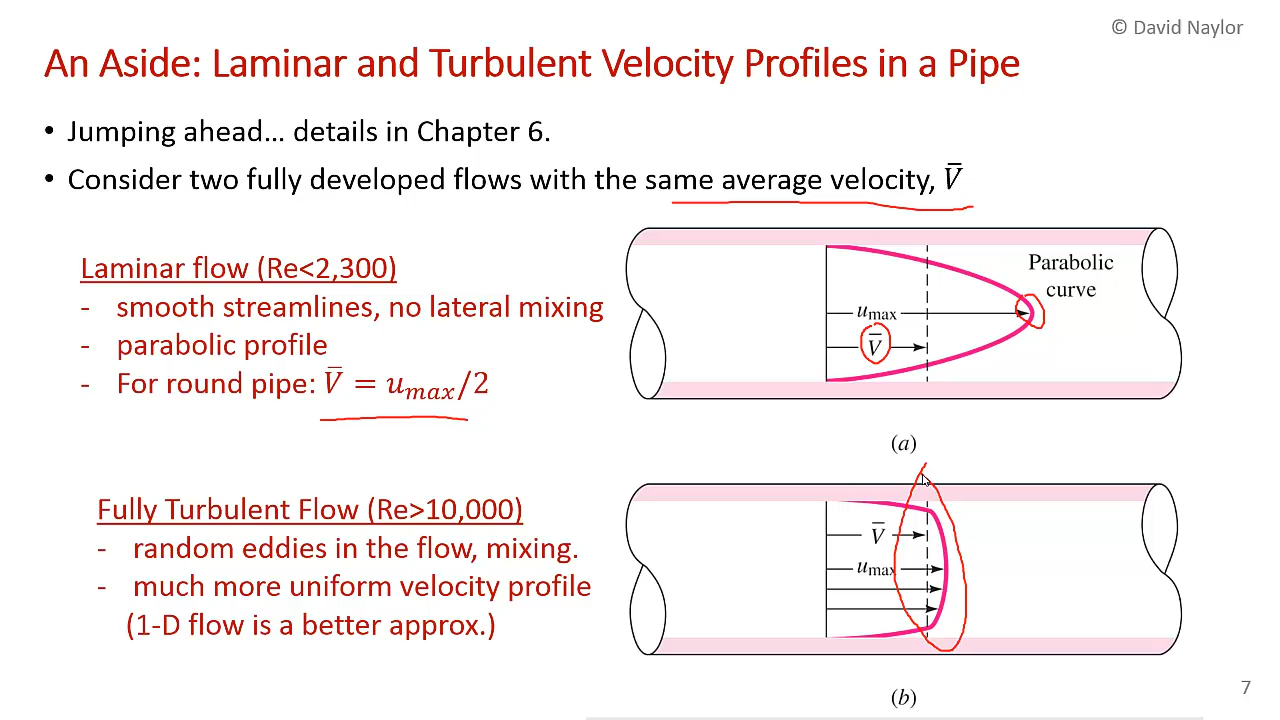 © David Naylor
An Aside: Laminar and Turbulent Velocity Profiles in a Pipe
• Jumping ahead… details in Chapter 6.
• Consider two fully developed flows with the same average velocity, V̄
Laminar flow (Re<2,300)
- smooth streamlines, no lateral mixing
- parabolic profile
- For round pipe: V̄ = u_max/2
Parabolic
curve
u_max
V̄
(a)
Fully Turbulent Flow (Re>10,000)
- random eddies in the flow, mixing.
- much more uniform velocity profile
(1-D flow is a better approx.)
V̄
u_max
(b)
7